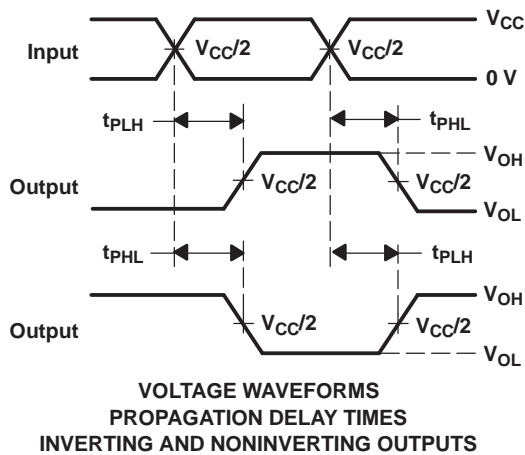 VCC
Input
VCC/2
VCC/2
0 V
tPLH
tPHL
VOH
Output
VCC/2
VCC/2
VOL
tPHL
tPLH
VOH
Output
VCC/2
VCC/2
VOL
VOLTAGE WAVEFORMS
PROPAGATION DELAY TIMES
INVERTING AND NONINVERTING OUTPUTS